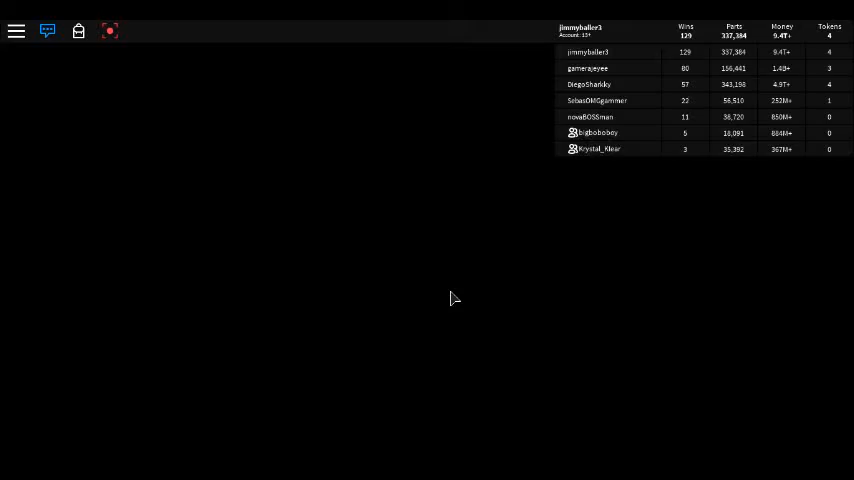 jimmyballer3 Wins Parts Money Tokens
Account: 13+ 129 337,384 9.4T+ 4
jimmyballer3 129 337,384 9.4T+ 4
gamerajeyee 80 156,441 1.4B+ 3
DiegoSharkky 57 343,198 4.9T+ 4
SebasOMGgammer 22 56,510 252M+ 1
novaBOSSman 11 38,720 850M+ 0
bigboboboy 5 18,091 884M+ 0
Krystal_Klear 3 35,392 367M+ 0